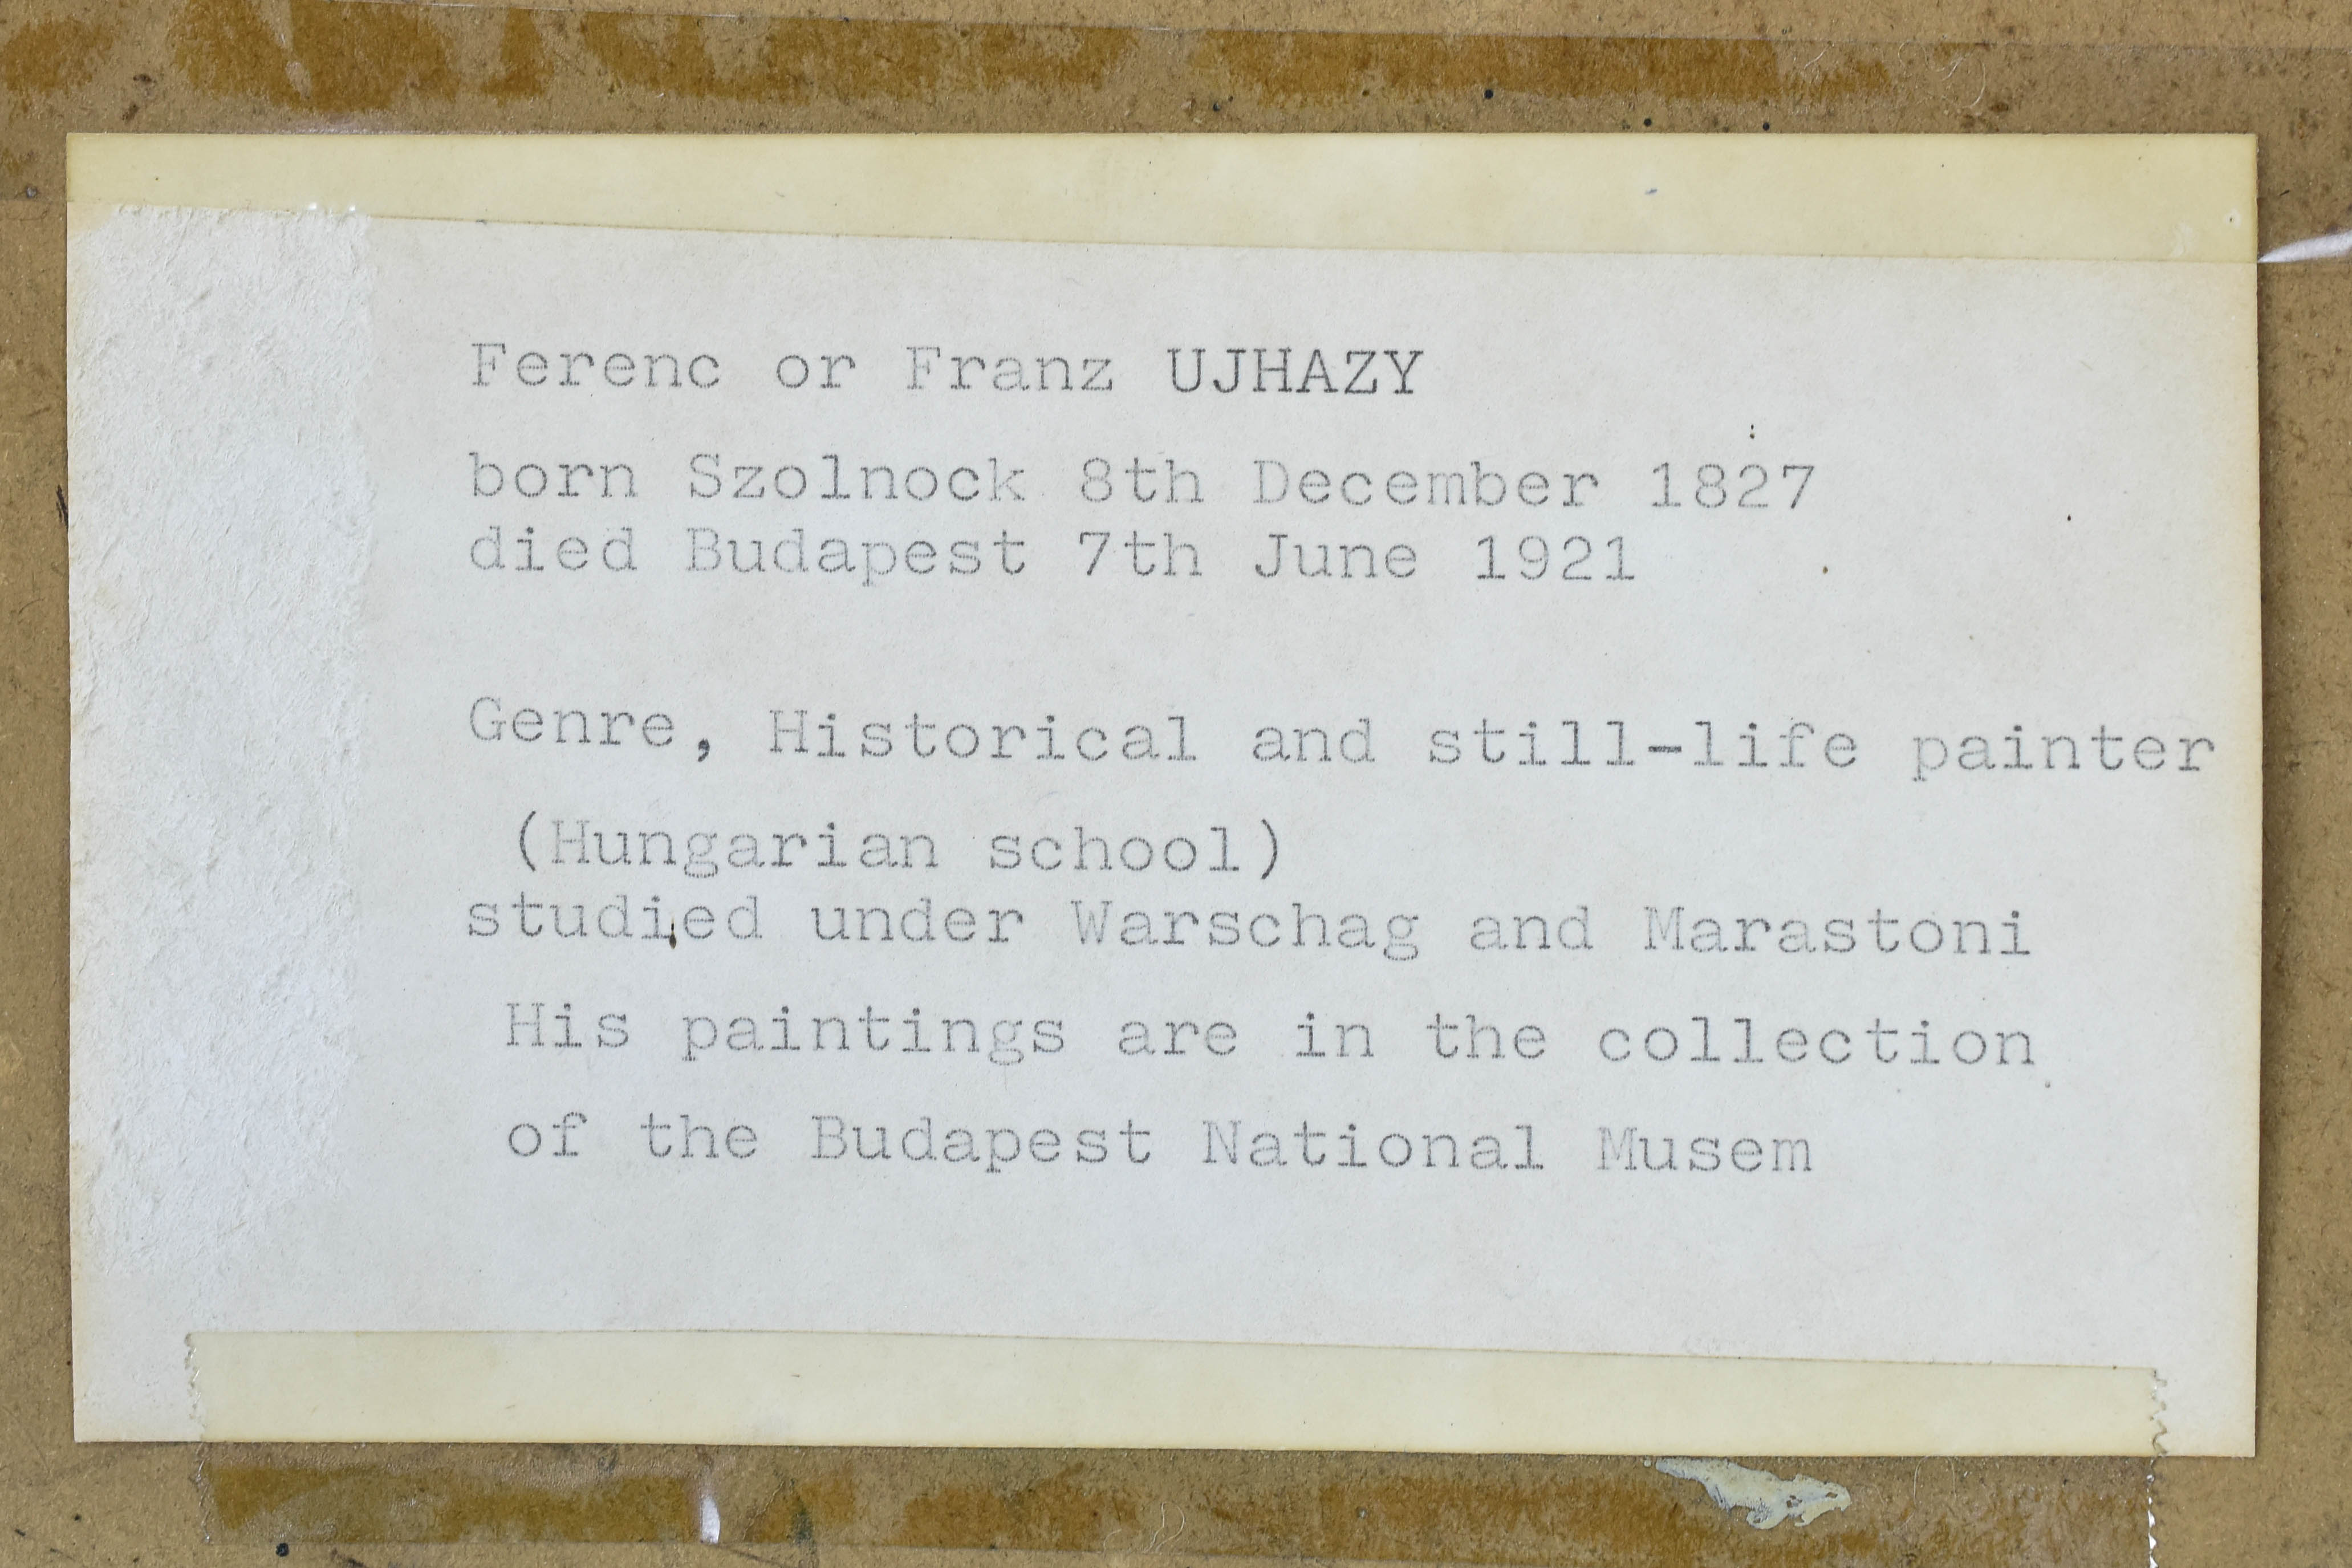 Ferenc or Franz UJHAZY
born Szolnock 8th December 1827
died Budapest 7th June 1921
Genre, Historical and still-life painter
(Hungarian school)
studied under Warschag and Marastoni
His paintings are in the collection
of the Budapest National Musem